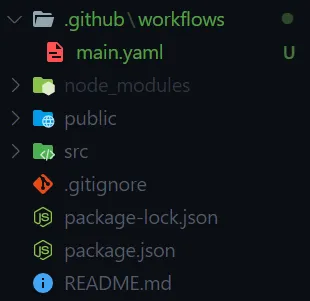 .github\workflows
main.yaml U
node_modules
public
src
.gitignore
package-lock.json
package.json
README.md